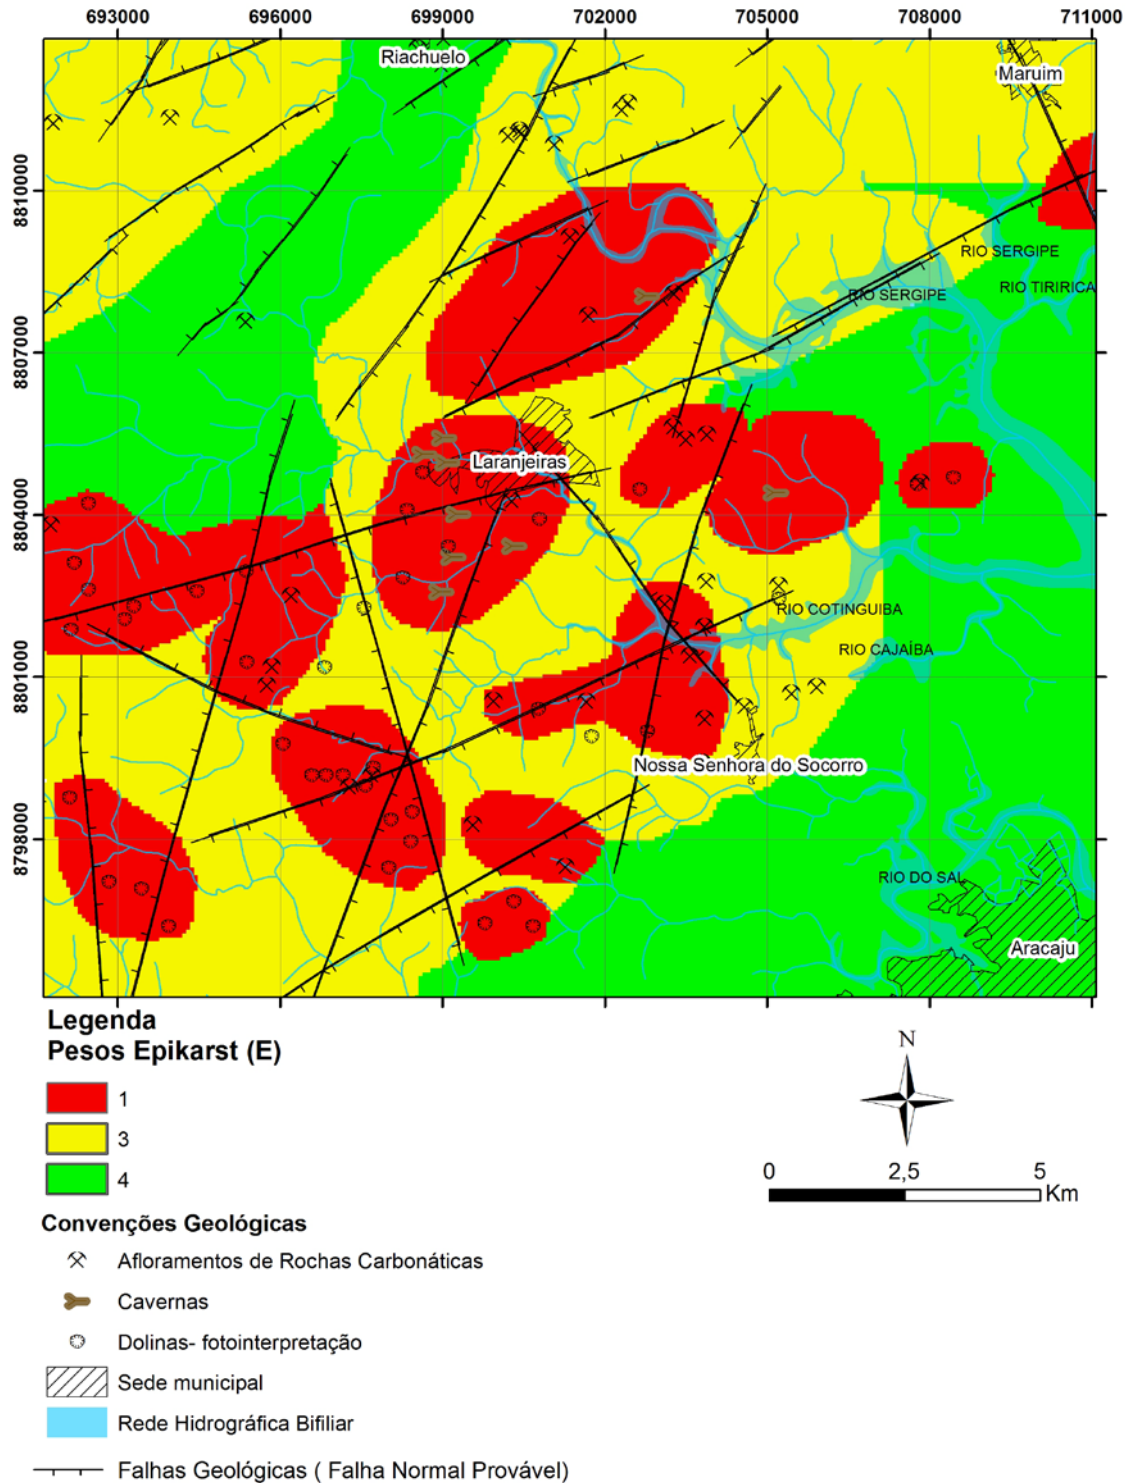 693000 696000 699000 702000 705000 708000 711000
Riachuelo
Maruim
8810000
RIO SERGIPE
RIO TIRIRICA
RIO SERGIPE
8807000
Laranjeiras
8804000
RIO COTINGUIBA
RIO CAJAÍBA
8801000
Nossa Senhora do Socorro
8798000
RIO DO SAL
Aracaju
Legenda
Pesos Epikarst (E)
1
3
4
N
0 2,5 5
Km
Convenções Geológicas
Afloramentos de Rochas Carbonáticas
Cavernas
Dolinas- fotointerpretação
Sede municipal
Rede Hidrográfica Bifiliar
Falhas Geológicas ( Falha Normal Provável)